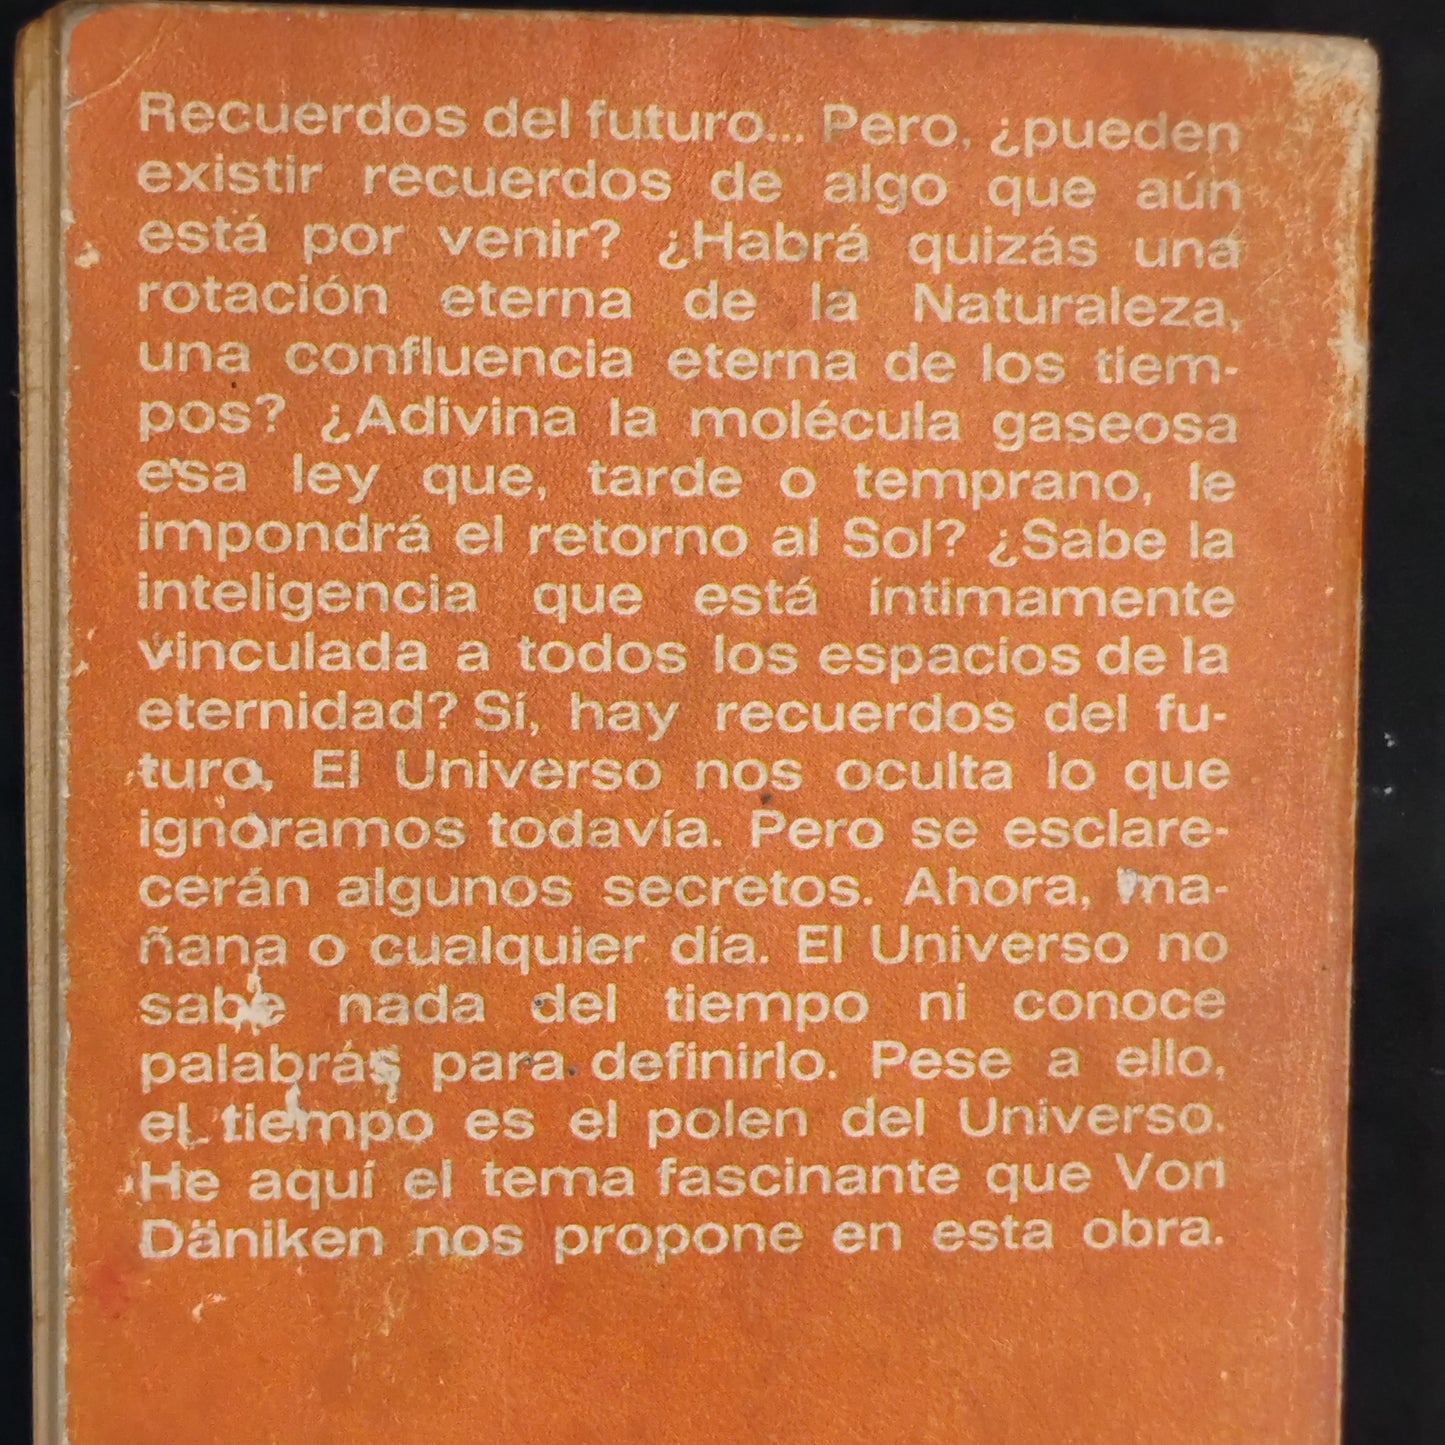 Recuerdos del futuro... Pero, ¿pueden
existir recuerdos de algo que aún
está por venir? ¿Habrá quizás una
rotación eterna de la Naturaleza,
una confluencia eterna de los tiem-
pos? ¿Adivina la molécula gaseosa
esa ley que, tarde o temprano, le
impondrá el retorno al Sol? ¿Sabe la
inteligencia que está íntimamente
vinculada a todos los espacios de la
eternidad? Sí, hay recuerdos del fu-
turo. El Universo nos oculta lo que
ignoramos todavía. Pero se esclare-
cerán algunos secretos. Ahora, ma-
ñana o cualquier día. El Universo no
sabe nada del tiempo ni conoce
palabras para definirlo. Pese a ello,
el tiempo es el polen del Universo.
He aquí el tema fascinante que Von
Däniken nos propone en esta obra.